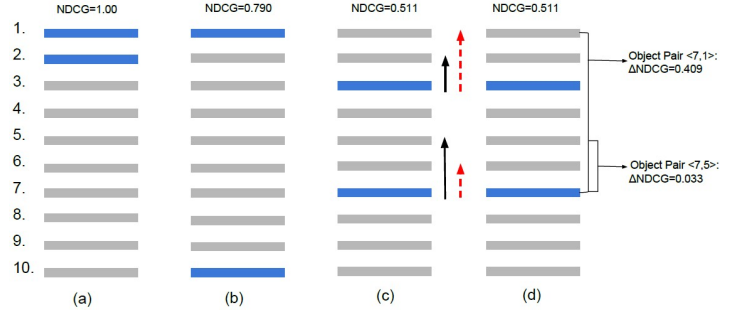 NDCG=1.00
NDCG=0.790
NDCG=0.511
NDCG=0.511
1.
2.
3.
4.
5.
6.
7.
8.
9.
10.
Object Pair <7,1>:
ΔNDCG=0.409
Object Pair <7,5>:
ΔNDCG=0.033
(a)
(b)
(c)
(d)